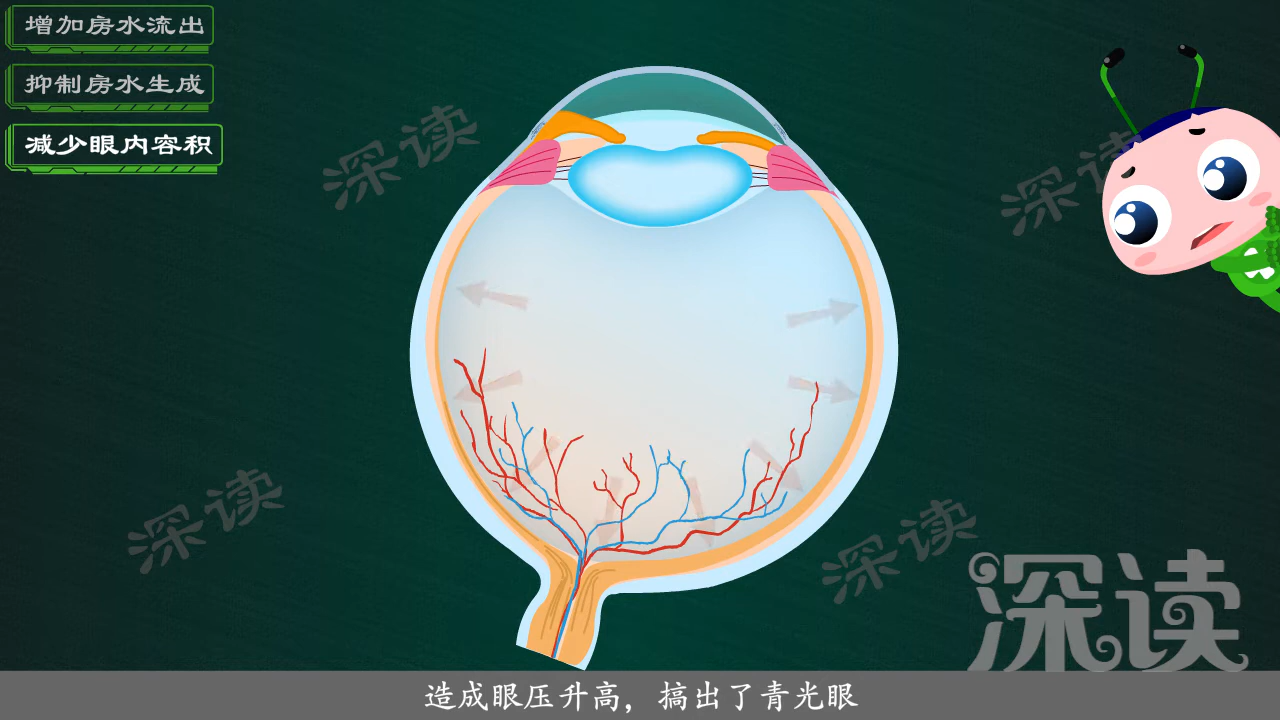 增加房水流出
抑制房水生成
减少眼内容积
深读
深读
深读
深读
深读
造成眼压升高，搞出了青光眼